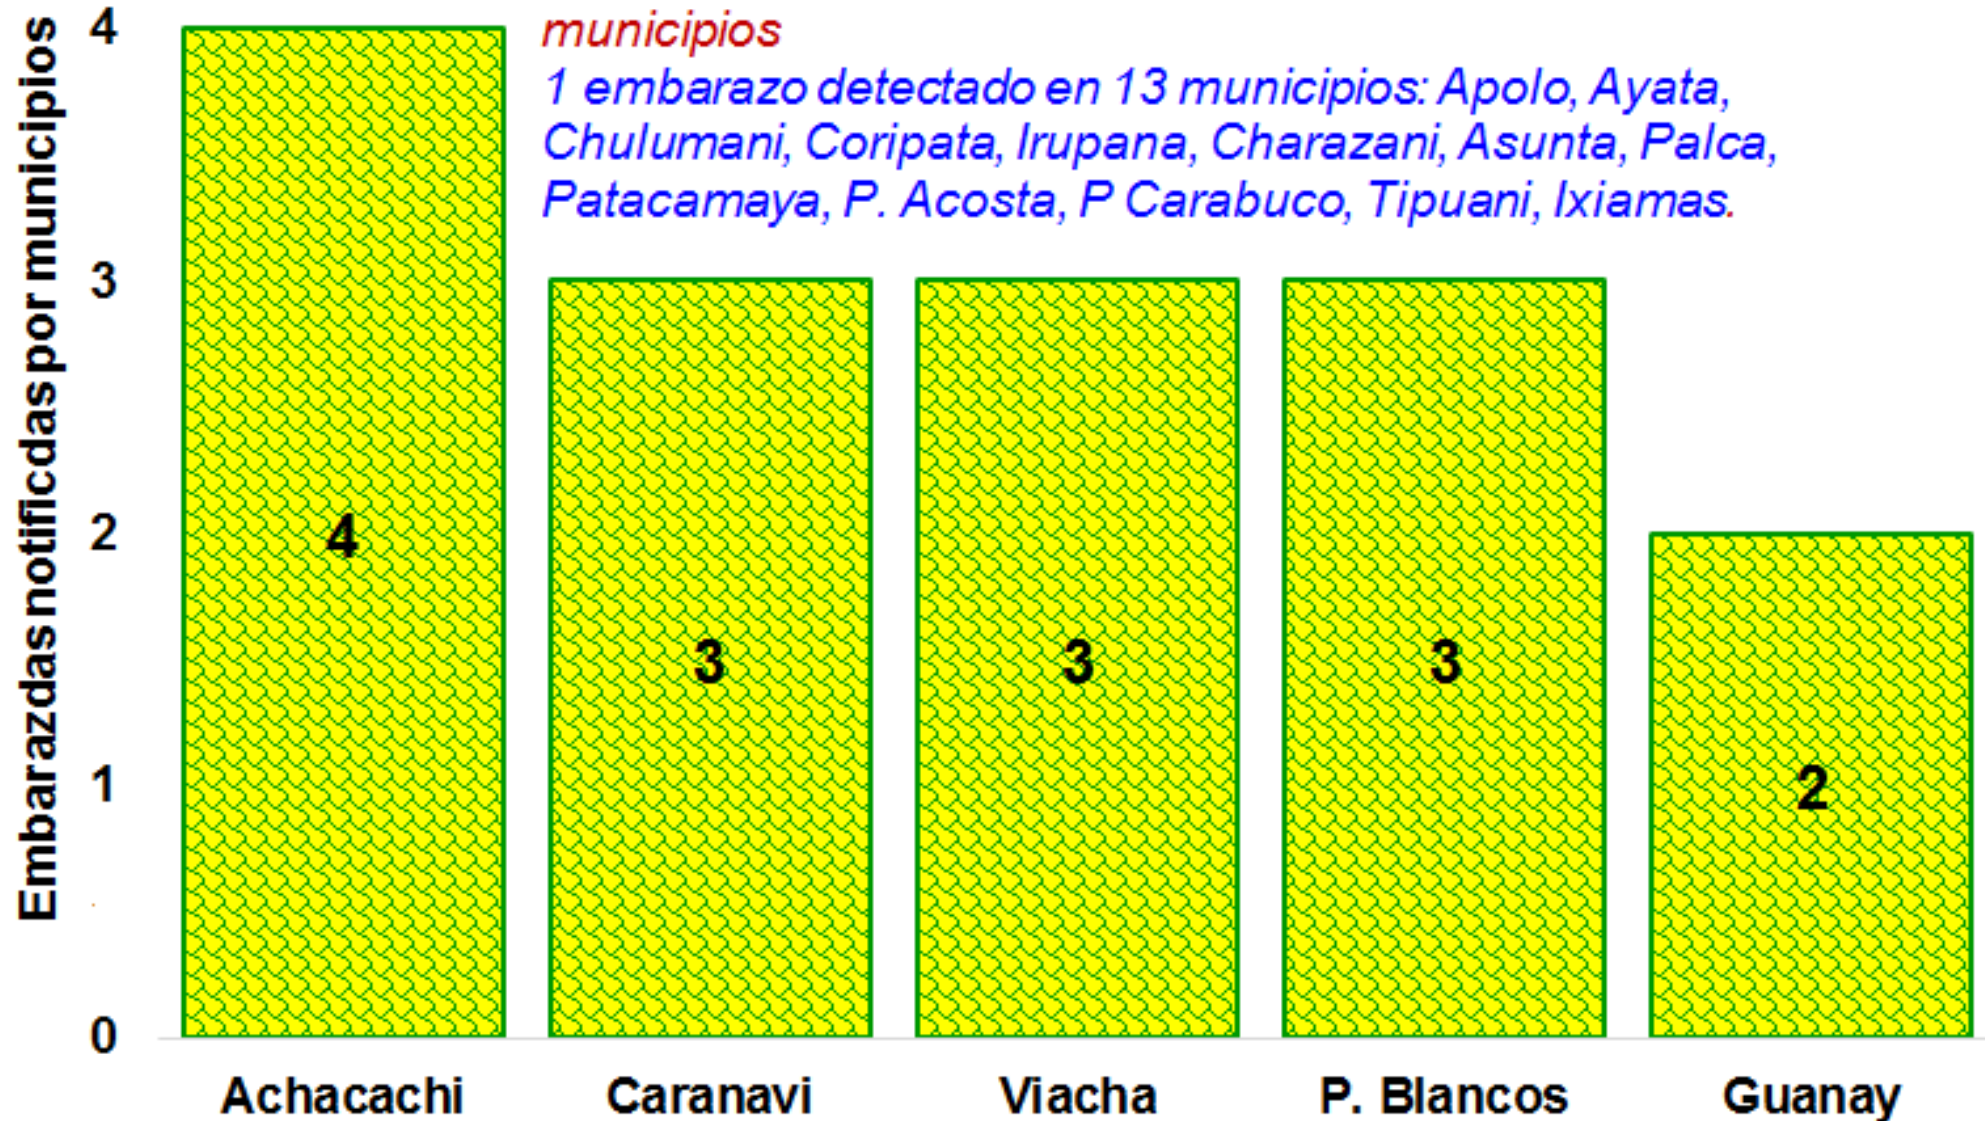 Embarazdas notificdas por municipios
4
3
2
1
0
municipios
1 embarazo detectado en 13 municipios: Apolo, Ayata,
Chulumani, Coripata, Irupana, Charazani, Asunta, Palca,
Patacamaya, P. Acosta, P Carabuco, Tipuani, Ixiamas.
4
3
3
3
2
Achacachi
Caranavi
Viacha
P. Blancos
Guanay